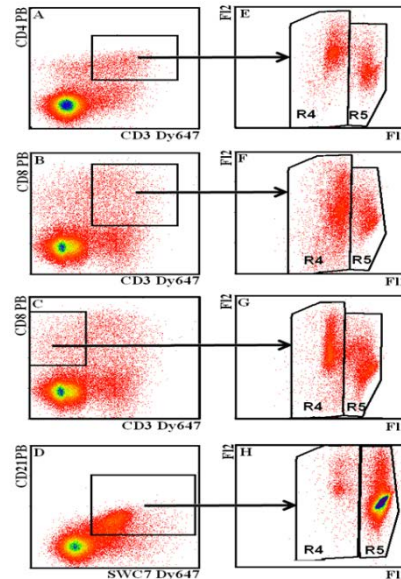 A
CD4 PB
CD3 Dy647
E
Fl2
R4
R5
Fl
B
CD8 PB
CD3 Dy647
F
Fl2
R4
R5
Fl
C
CD8 PB
CD3 Dy647
G
Fl2
R4
R5
Fl
D
CD21PB
SWC7 Dy647
H
Fl2
R4
R5
Fl